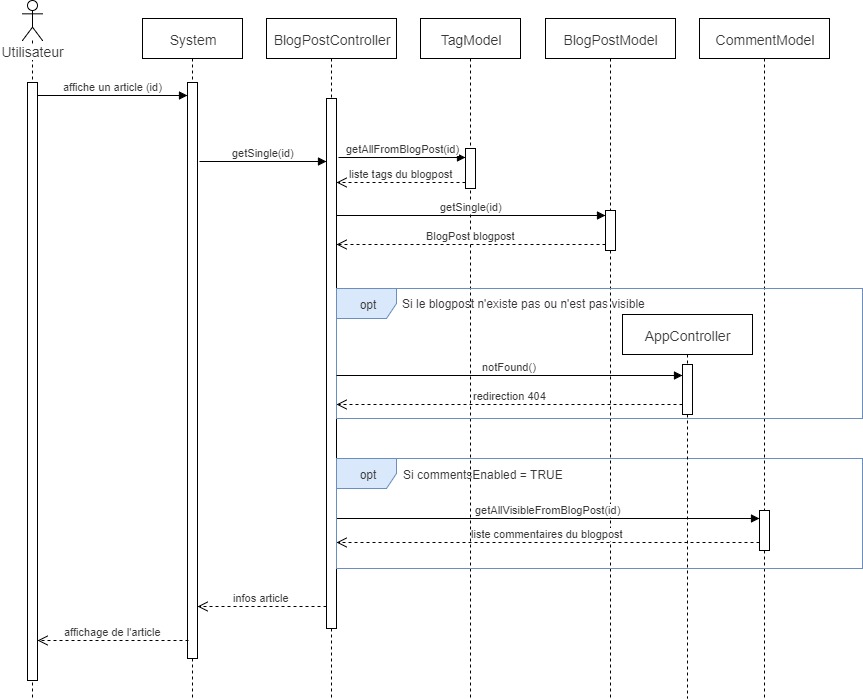 Utilisateur
System
BlogPostController
TagModel
BlogPostModel
CommentModel
affiche un article (id)
getSingle(id)
getAllFromBlogPost(id)
liste tags du blogpost
getSingle(id)
BlogPost blogpost
opt
Si le blogpost n'existe pas ou n'est pas visible
AppController
notFound()
redirection 404
opt
Si commentsEnabled = TRUE
getAllVisibleFromBlogPost(id)
liste commentaires du blogpost
infos article
affichage de l'article